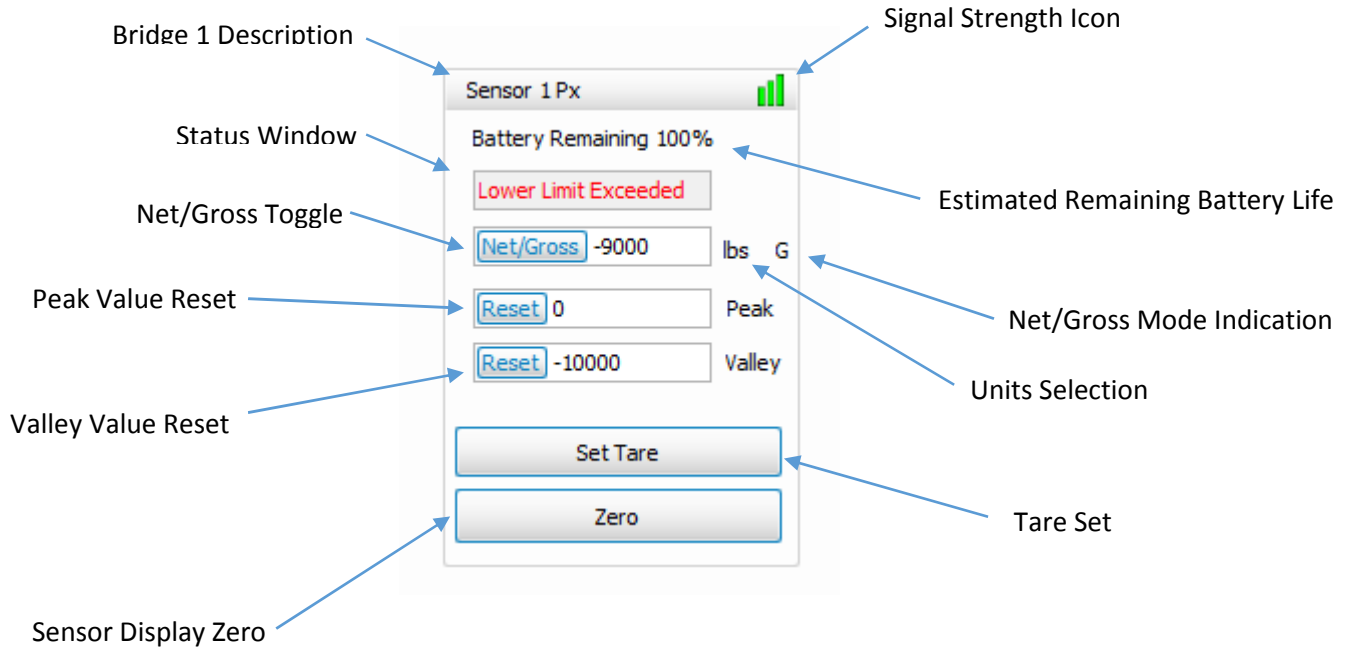 Signal Strength Icon
Bridge 1 Description
Sensor 1 Px
Status Window
Battery Remaining 100%
Lower Limit Exceeded
Estimated Remaining Battery Life
Net/Gross Toggle
Net/Gross -9000 lbs G
Peak Value Reset
Reset 0 Peak
Net/Gross Mode Indication
Reset -10000 Valley
Units Selection
Valley Value Reset
Set Tare
Zero
Tare Set
Sensor Display Zero